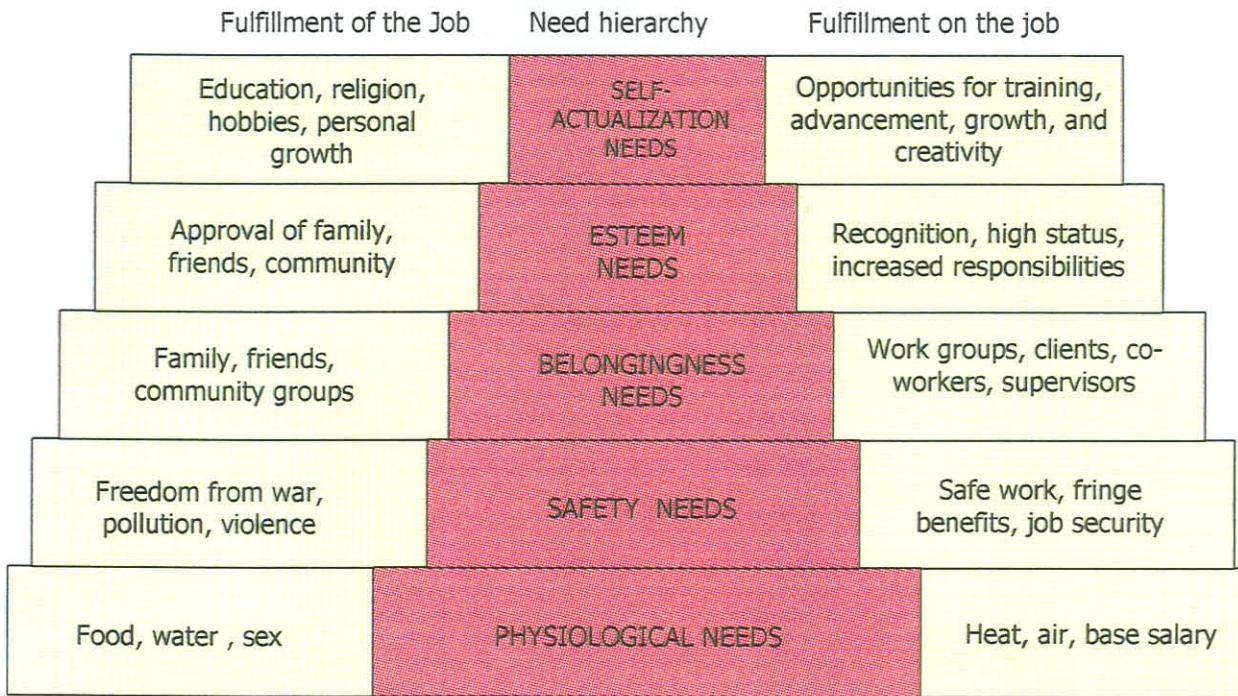 Fulfillment of the Job Need hierarchy Fulfillment on the job
Education, religion,
hobbies, personal
growth
SELF-
ACTUALIZATION
NEEDS
Opportunities for training,
advancement, growth, and
creativity
Approval of family,
friends, community
ESTEEM
NEEDS
Recognition, high status,
increased responsibilities
Family, friends,
community groups
BELONGINGNESS
NEEDS
Work groups, clients, co-
workers, supervisors
Freedom from war,
pollution, violence
SAFETY NEEDS
Safe work, fringe
benefits, job security
Food, water , sex
PHYSIOLOGICAL NEEDS
Heat, air, base salary